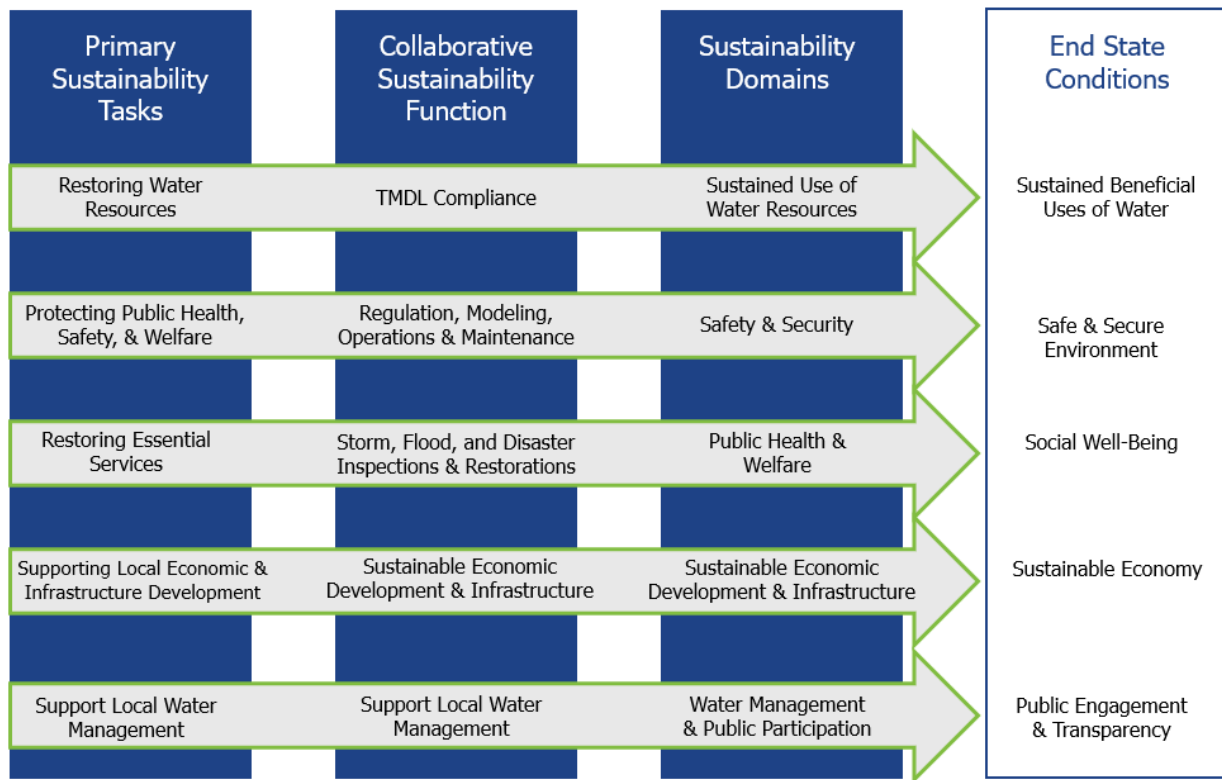 Primary
Sustainability
Tasks
Collaborative
Sustainability
Function
Sustainability
Domains
End State
Conditions
Restoring Water
Resources
TMDL Compliance
Sustained Use of
Water Resources
Sustained Beneficial
Uses of Water
Protecting Public Health,
Safety, & Welfare
Regulation, Modeling,
Operations & Maintenance
Safety & Security
Safe & Secure
Environment
Restoring Essential
Services
Storm, Flood, and Disaster
Inspections & Restorations
Public Health &
Welfare
Social Well-Being
Supporting Local Economic &
Infrastructure Development
Sustainable Economic
Development & Infrastructure
Sustainable Economic
Development & Infrastructure
Sustainable Economy
Support Local Water
Management
Support Local Water
Management
Water Management
& Public Participation
Public Engagement
& Transparency